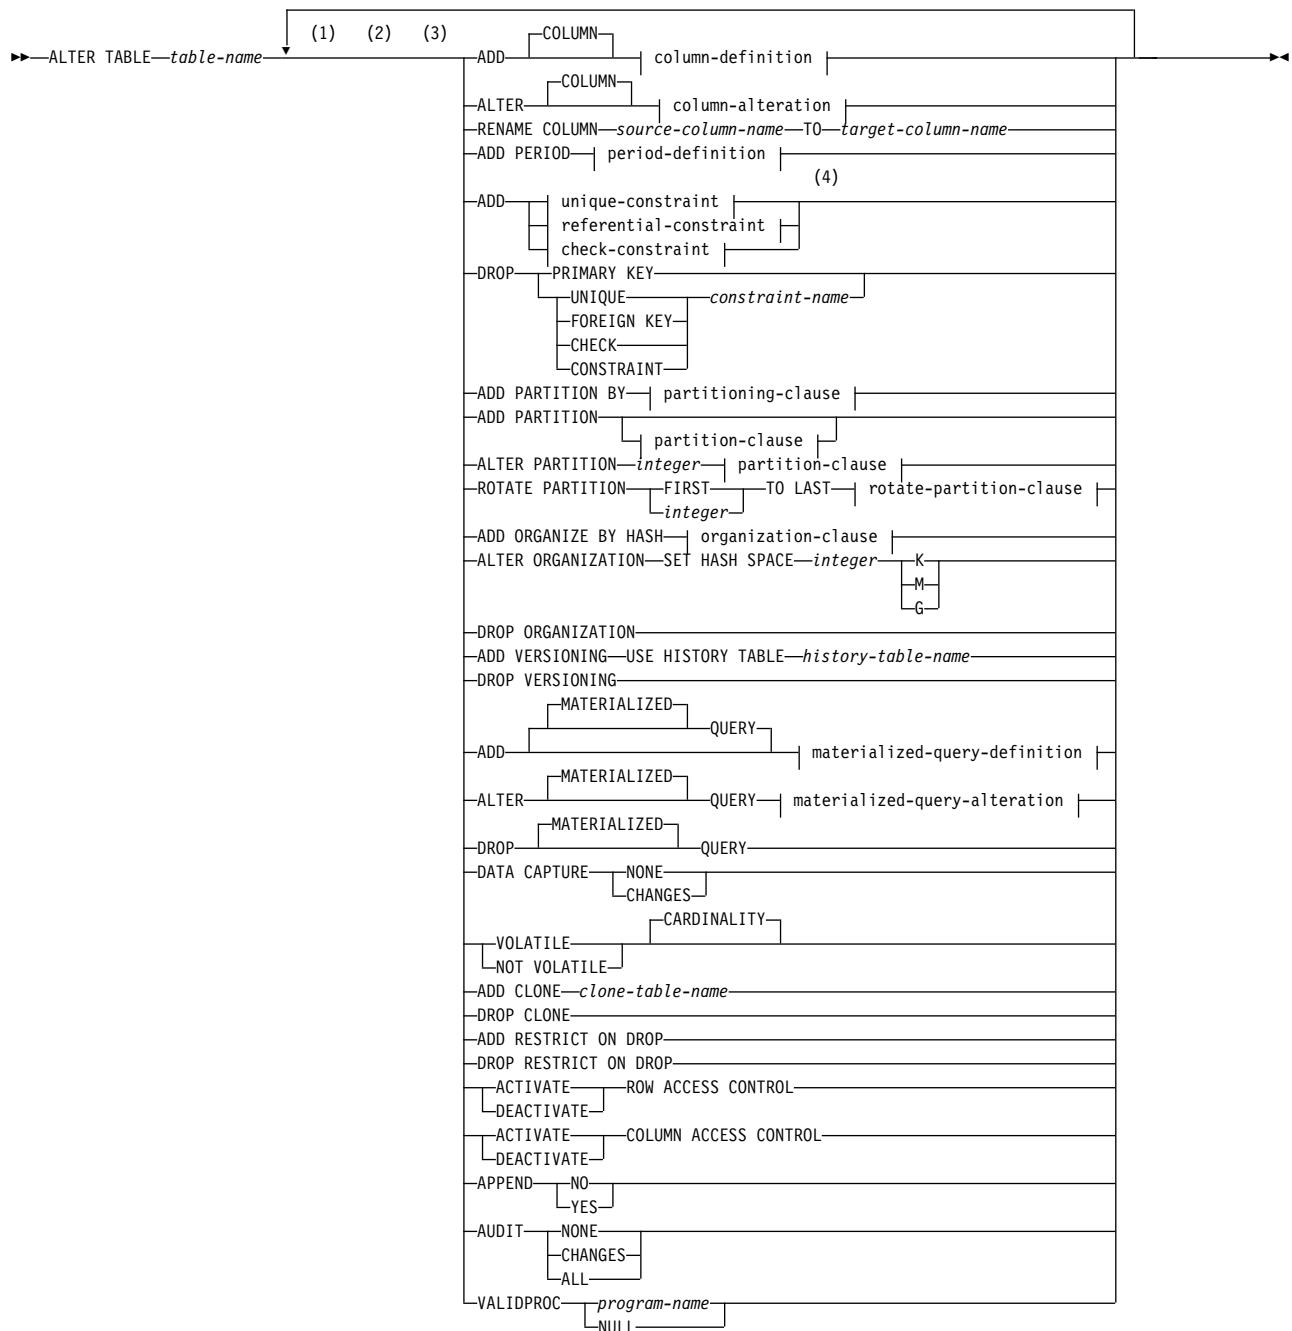 (1) (2) (3)
COLUMN
ALTER TABLE table-name ADD column-definition
COLUMN
ALTER column-alteration
RENAME COLUMN source-column-name TO target-column-name
ADD PERIOD period-definition
(4)
ADD unique-constraint
referential-constraint
check-constraint
DROP PRIMARY KEY
UNIQUE constraint-name
FOREIGN KEY
CHECK
CONSTRAINT
ADD PARTITION BY partitioning-clause
ADD PARTITION
partition-clause
ALTER PARTITION integer partition-clause
ROTATE PARTITION FIRST TO LAST rotate-partition-clause
integer
ADD ORGANIZE BY HASH organization-clause
ALTER ORGANIZATION SET HASH SPACE integer K
M
G
DROP ORGANIZATION
ADD VERSIONING USE HISTORY TABLE history-table-name
DROP VERSIONING
MATERIALIZED
QUERY
ADD materialized-query-definition
MATERIALIZED
ALTER QUERY materialized-query-alteration
MATERIALIZED
DROP QUERY
DATA CAPTURE NONE
CHANGES
CARDINALITY
VOLATILE
NOT VOLATILE
ADD CLONE clone-table-name
DROP CLONE
ADD RESTRICT ON DROP
DROP RESTRICT ON DROP
ACTIVATE ROW ACCESS CONTROL
DEACTIVATE
ACTIVATE COLUMN ACCESS CONTROL
DEACTIVATE
APPEND NO
YES
AUDIT NONE
CHANGES
ALL
VALIDPROC program-name
NULL